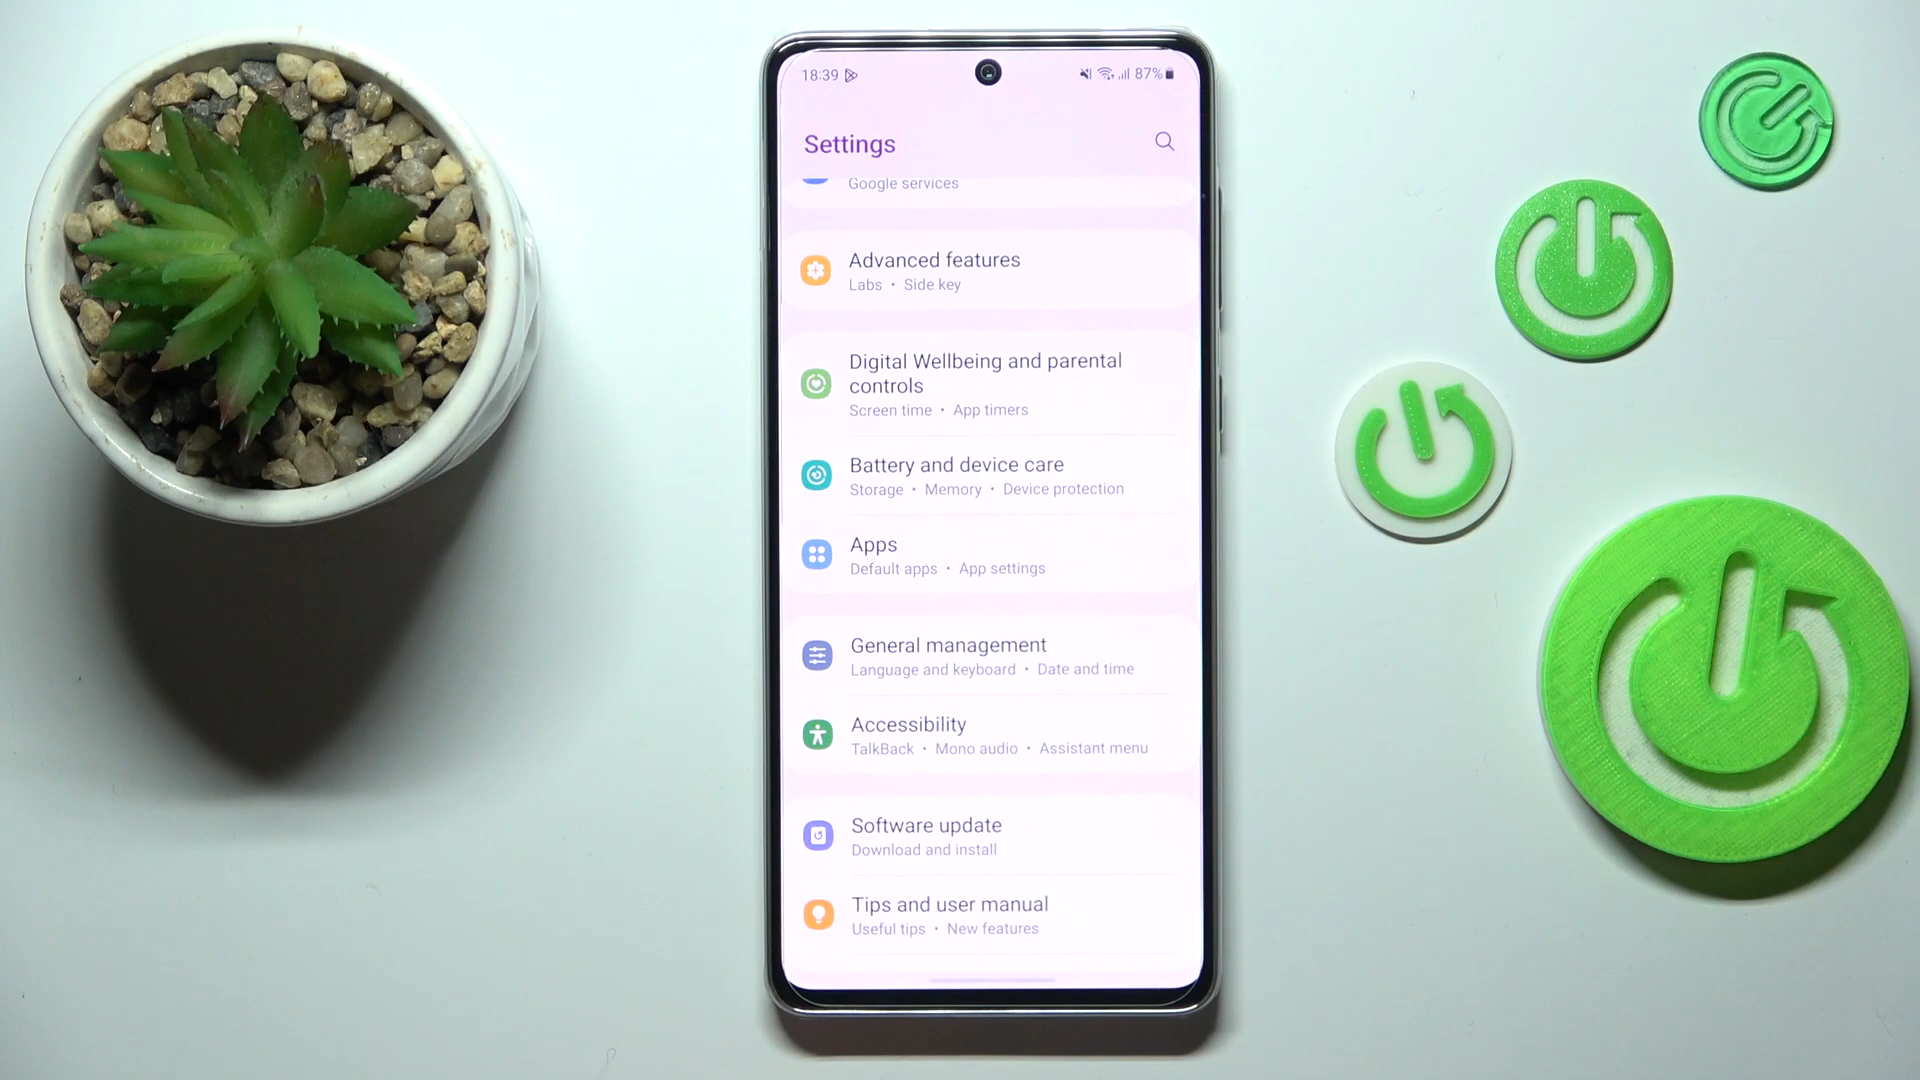 18:39
87%
Settings
Google services
Advanced features
Labs • Side key
Digital Wellbeing and parental
controls
Screen time • App timers
Battery and device care
Storage • Memory • Device protection
Apps
Default apps • App settings
General management
Language and keyboard • Date and time
Accessibility
TalkBack • Mono audio • Assistant menu
Software update
Download and install
Tips and user manual
Useful tips • New features